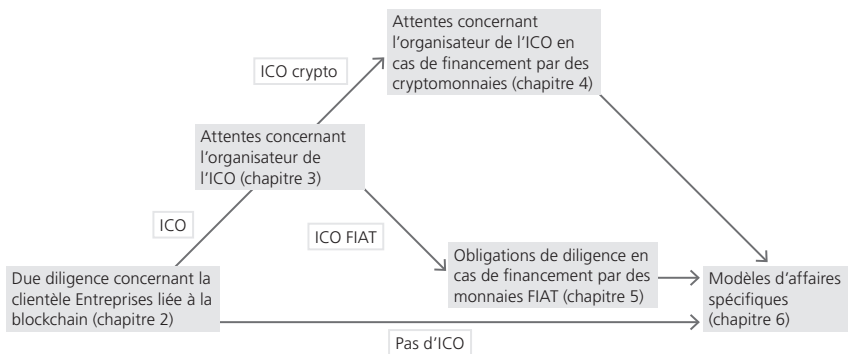 Attentes concernant
l'organisateur de l'ICO en
cas de financement par des
cryptomonnaies (chapitre 4)
ICO crypto
Attentes concernant
l'organisateur de
l'ICO (chapitre 3)
ICO
ICO FIAT
Obligations de diligence en
cas de financement par des
monnaies FIAT (chapitre 5)
Due diligence concernant la
clientèle Entreprises liée à la
blockchain (chapitre 2)
Modèles d'affaires
spécifiques
(chapitre 6)
Pas d'ICO